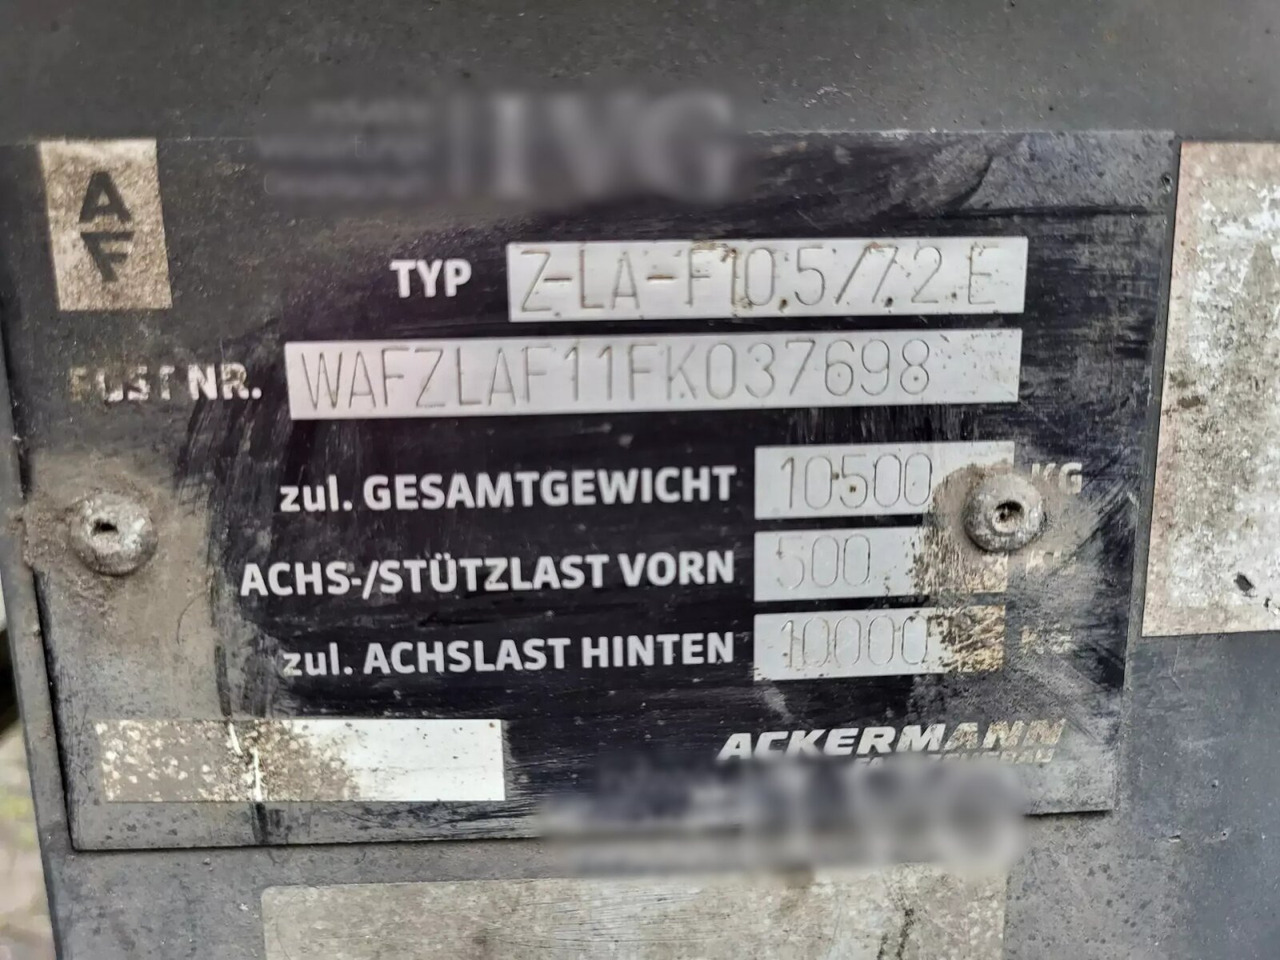 A
F
TYP Z-LA-F10.5/7.2 E
NR. WAFZLAF11FK037698
zul. GESAMTGEWICHT 10500 KG
ACHS-/STÜTZLAST VORN 500
zul. ACHSLAST HINTEN 10000 KG
ACKERMANN